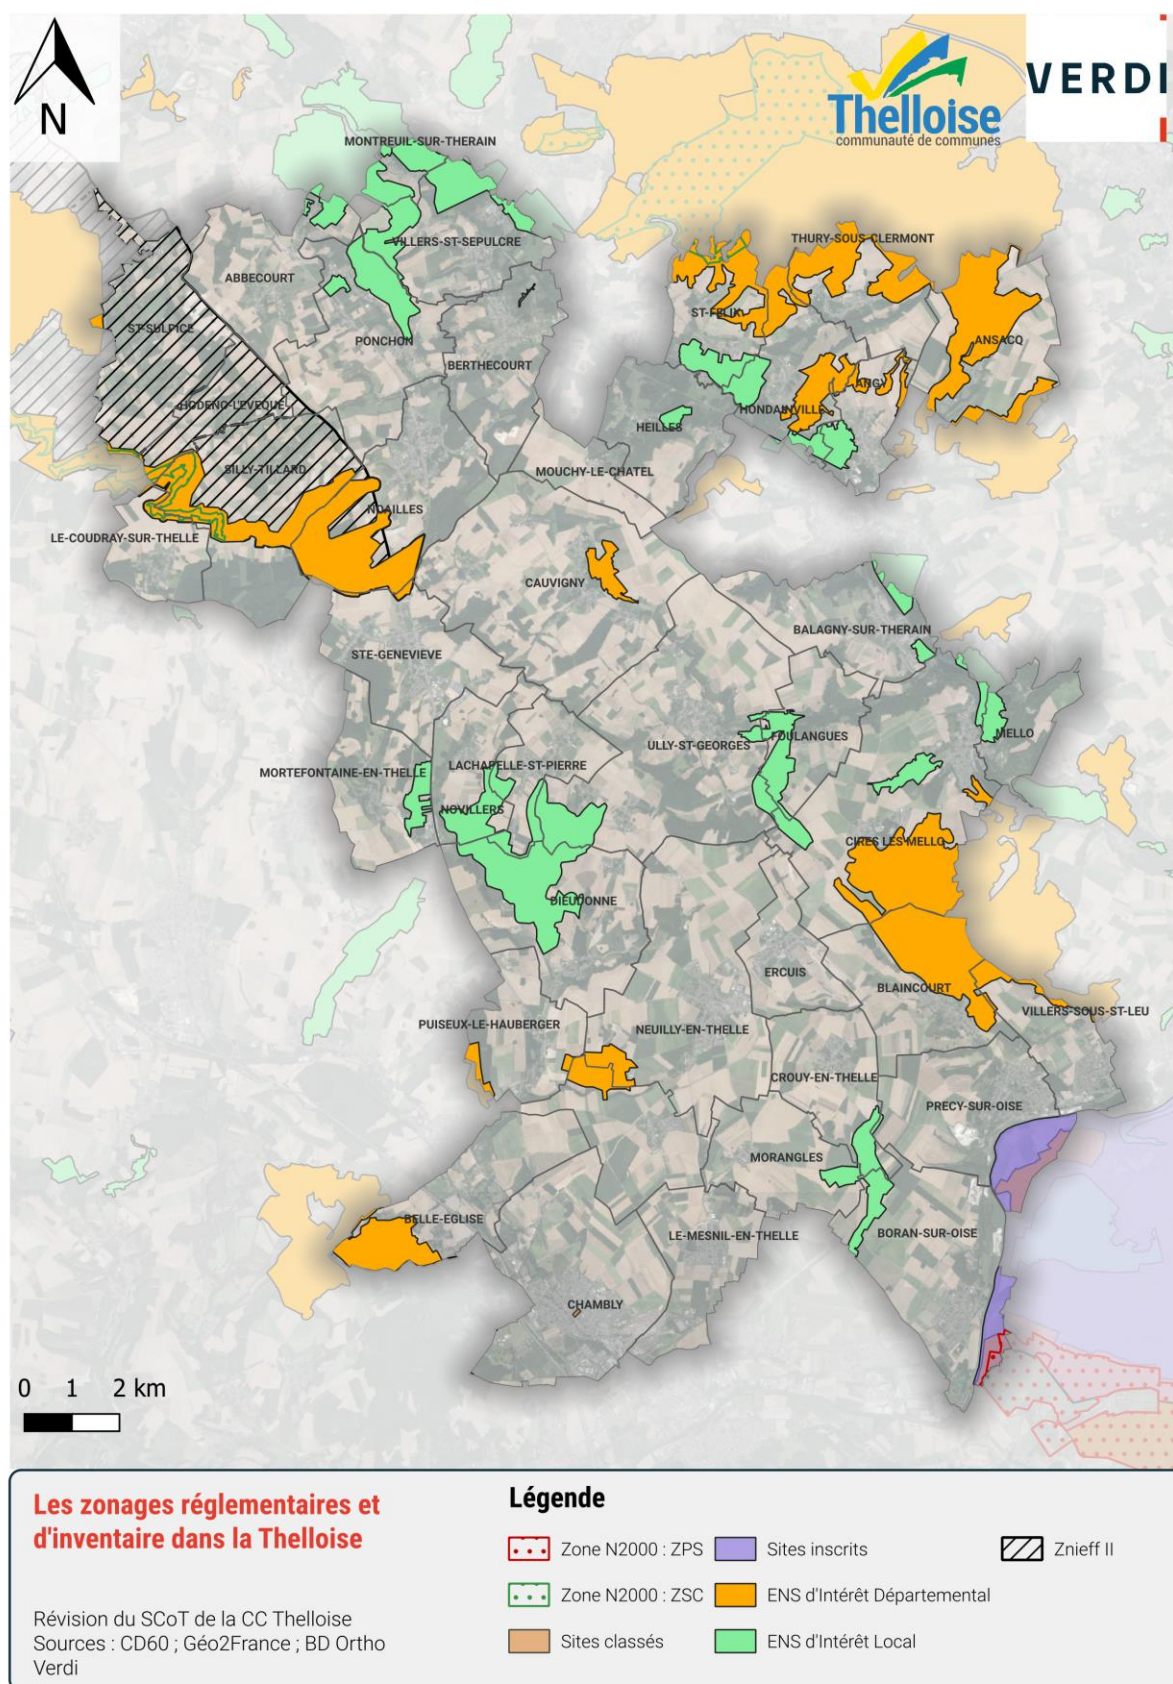 N
Thelloise
communauté de communes
VERDI
MONTREUIL-SUR-THERAIN
VILLERS-ST-SEPULCRE
THURY-SOUS-CLERMONT
ABBECOURT
ST-FELIX
ST-SULPICE
PONCHON
ANSACQ
BERTHECOURT
ANGY
HODENC-L'EVEQUE
HONDAINVILLE
HEILLES
SILLY-TILLARD
MOUCHY-LE-CHATEL
NOAILLES
LE-COUDRAY-SUR-THELLE
CAUVIGNY
BALAGNY-SUR-THERAIN
STE-GENEVIEVE
MELLO
ULLY-ST-GEORGES
FOULANGUES
LACHAPELLE-ST-PIERRE
MORTEFONTAINE-EN-THELLE
NOVILLERS
CIRES LES MELLO
DIEUDONNE
ERCUIS
BLAINCOURT
VILLERS-SOUS-ST-LEU
PUISEUX-LE-HAUBERGER
NEUILLY-EN-THELLE
CROUY-EN-THELLE
PRECY-SUR-OISE
MORANGLES
BELLE-EGLISE
LE-MESNIL-EN-THELLE
BORAN-SUR-OISE
CHAMBLY
0 1 2 km
Les zonages réglementaires et
d'inventaire dans la Thelloise
Révision du SCoT de la CC Thelloise
Sources : CD60 ; Géo2France ; BD Ortho
Verdi
Légende
Zone N2000 : ZPS
Sites inscrits
Znieff II
Zone N2000 : ZSC
ENS d'Intérêt Départemental
Sites classés
ENS d'Intérêt Local